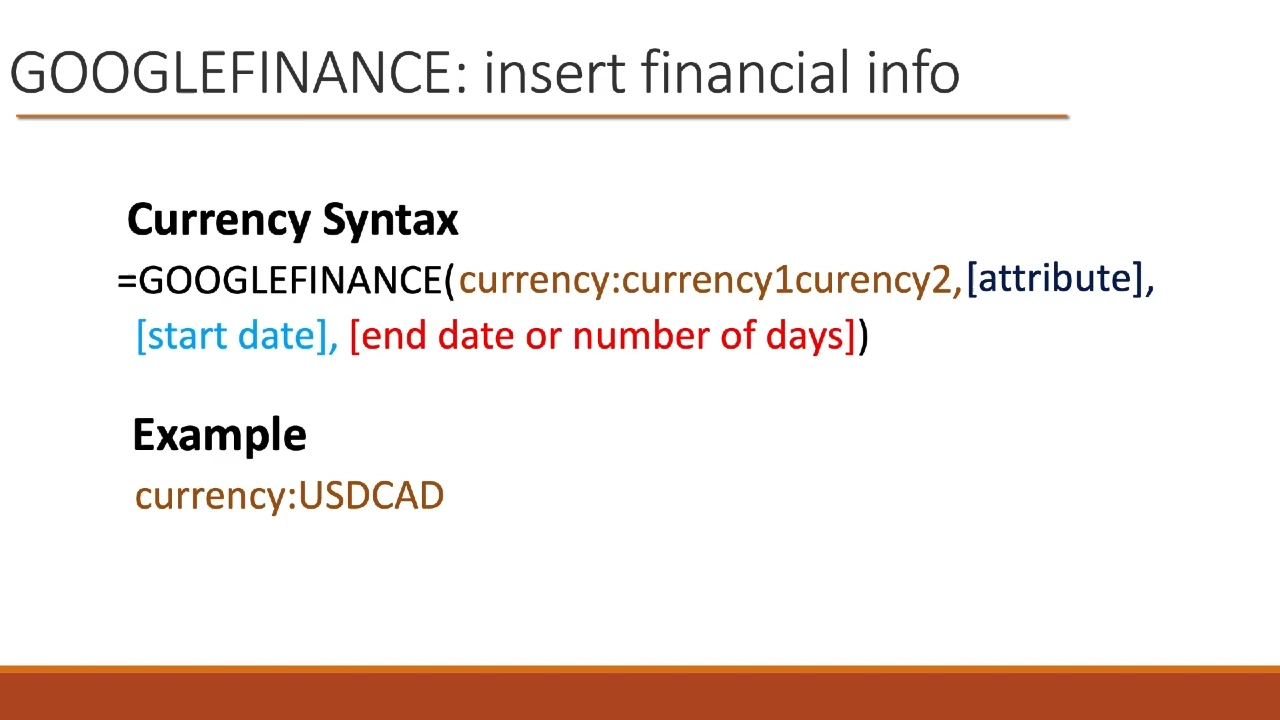 GOOGLEFINANCE: insert financial info
Currency Syntax
=GOOGLEFINANCE(currency:currency1curency2,[attribute],
[start date], [end date or number of days])
Example
currency:USDCAD